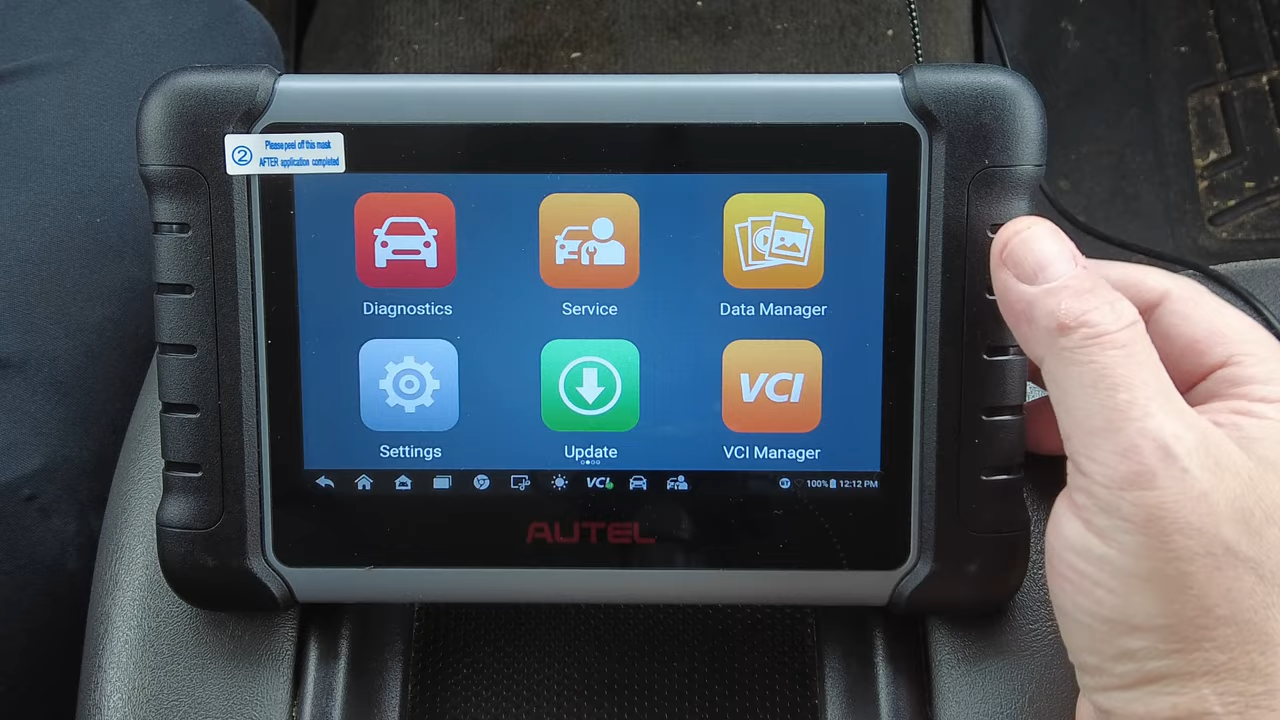 ② Please peel off this mask
AFTER application completed
Diagnostics
Service
Data Manager
Settings
Update
VCI
VCI Manager
VCI
100% 12:12 PM
AUTEL